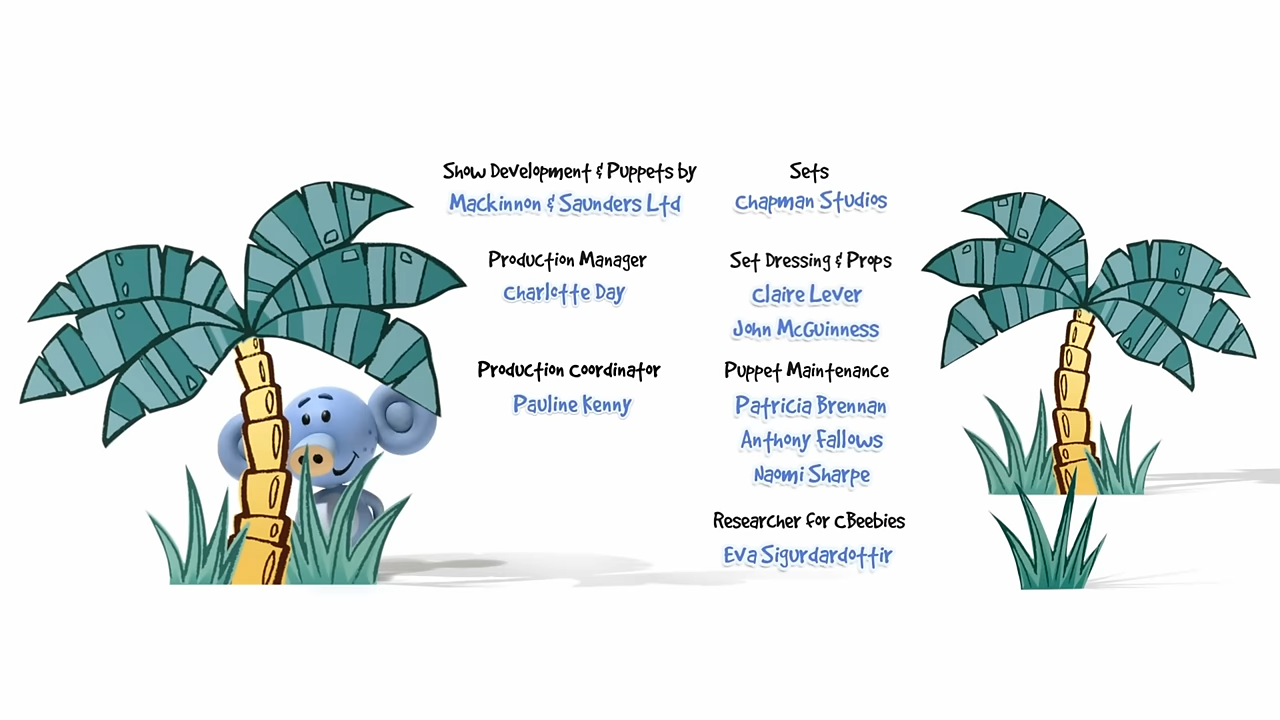 Show Development & Puppets by
Mackinnon & Saunders Ltd
Production Manager
Charlotte Day
Production Coordinator
Pauline Kenny
Sets
Chapman Studios
Set Dressing & Props
Claire Lever
John McGuinness
Puppet Maintenance
Patricia Brennan
Anthony Fallows
Naomi Sharpe
Researcher for CBeebies
Eva Sigurdardottir